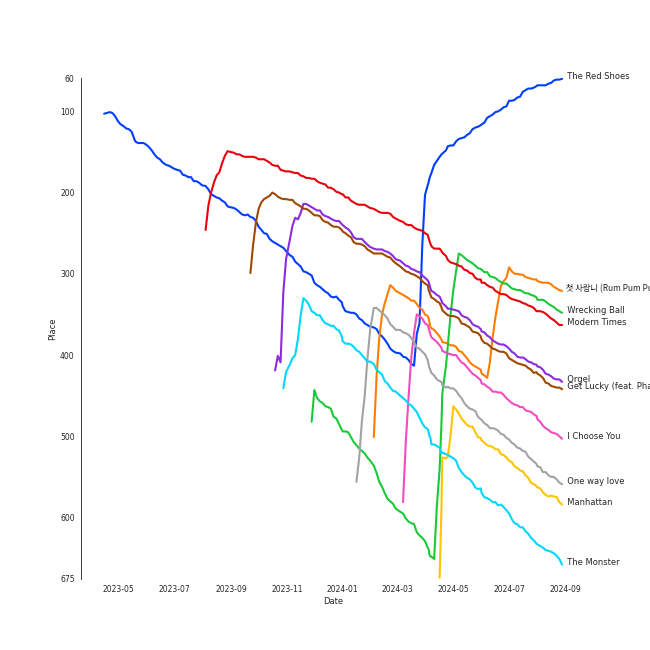 60
The Red Shoes
100
200
300
첫 사랑니 (Rum Pum Pu
Wrecking Ball
Modern Times
Place
400
Orgel
Get Lucky (feat. Pha
500
I Choose You
One way love
Manhattan
600
The Monster
675
2023-05 2023-07 2023-09 2023-11 2024-01 2024-03 2024-05 2024-07 2024-09
Date